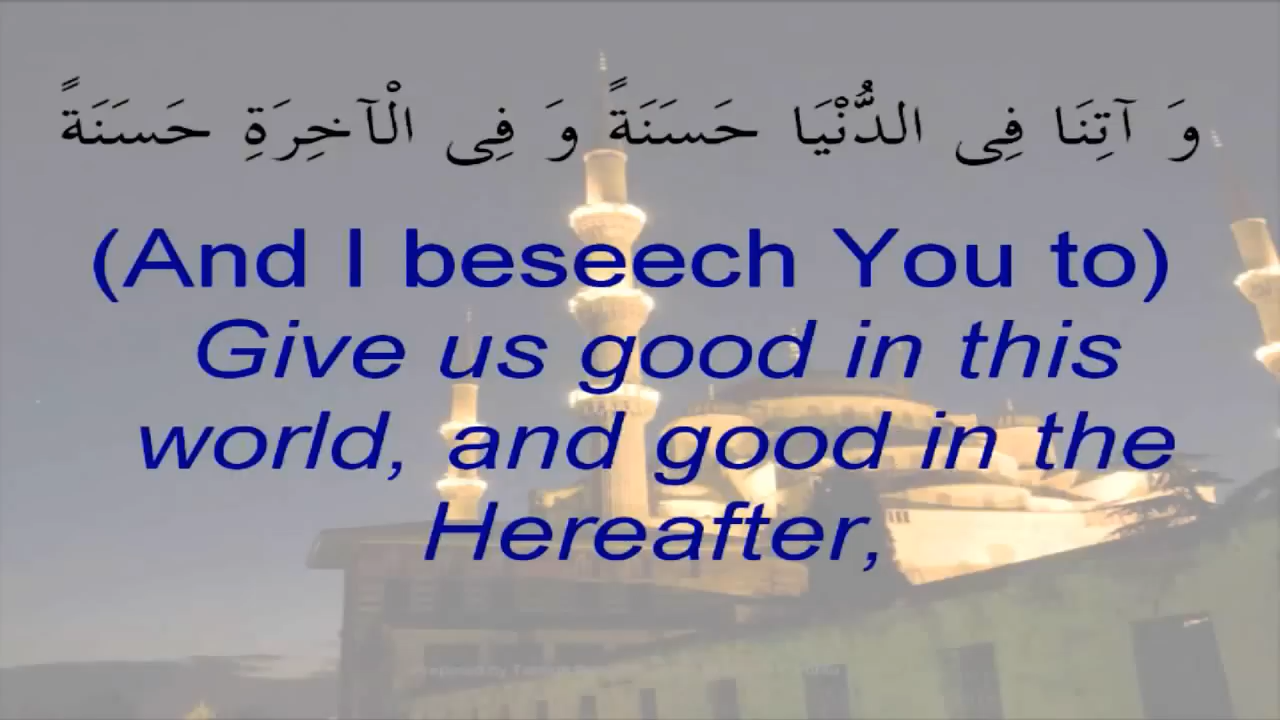 وَ آتِنَا فِى الدُّنْيَا حَسَنَةً وَ فِى الْآخِرَةِ حَسَنَةً
(And I beseech You to)
Give us good in this
world, and good in the
Hereafter,